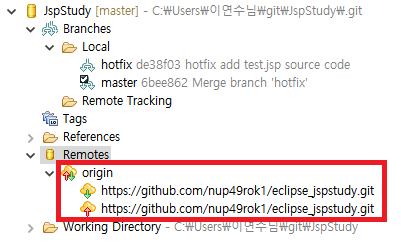 JspStudy [master] - C:₩Users₩이연수님₩git₩JspStudy₩.git
Branches
Local
hotfix de38f03 hotfix add test.jsp source code
master 6bee862 Merge branch 'hotfix'
Remote Tracking
Tags
References
Remotes
origin
https://github.com/nup49rok1/eclipse_jspstudy.git
https://github.com/nup49rok1/eclipse_jspstudy.git
Working Directory - C:₩Users₩이연수님₩git₩JspStudy